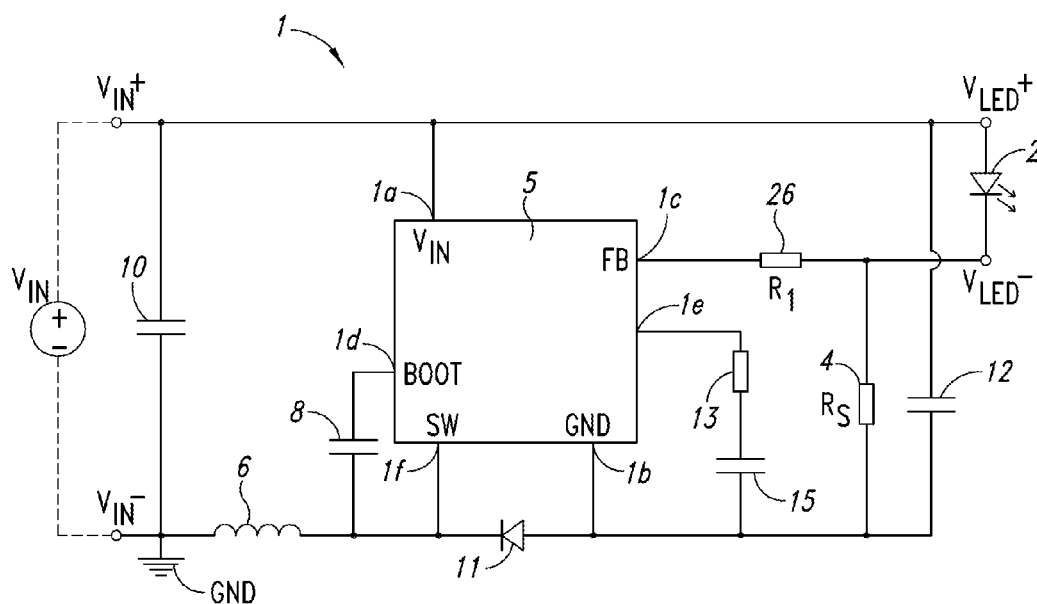 1
V_IN+
V_LED+
2
1a
5
1c
26
V_IN
FB
10
V_IN
+
-
R_1
V_LED-
1e
1d
BOOT
4
12
8
13
R_S
SW
GND
1f
1b
6
15
V_IN-
11
GND